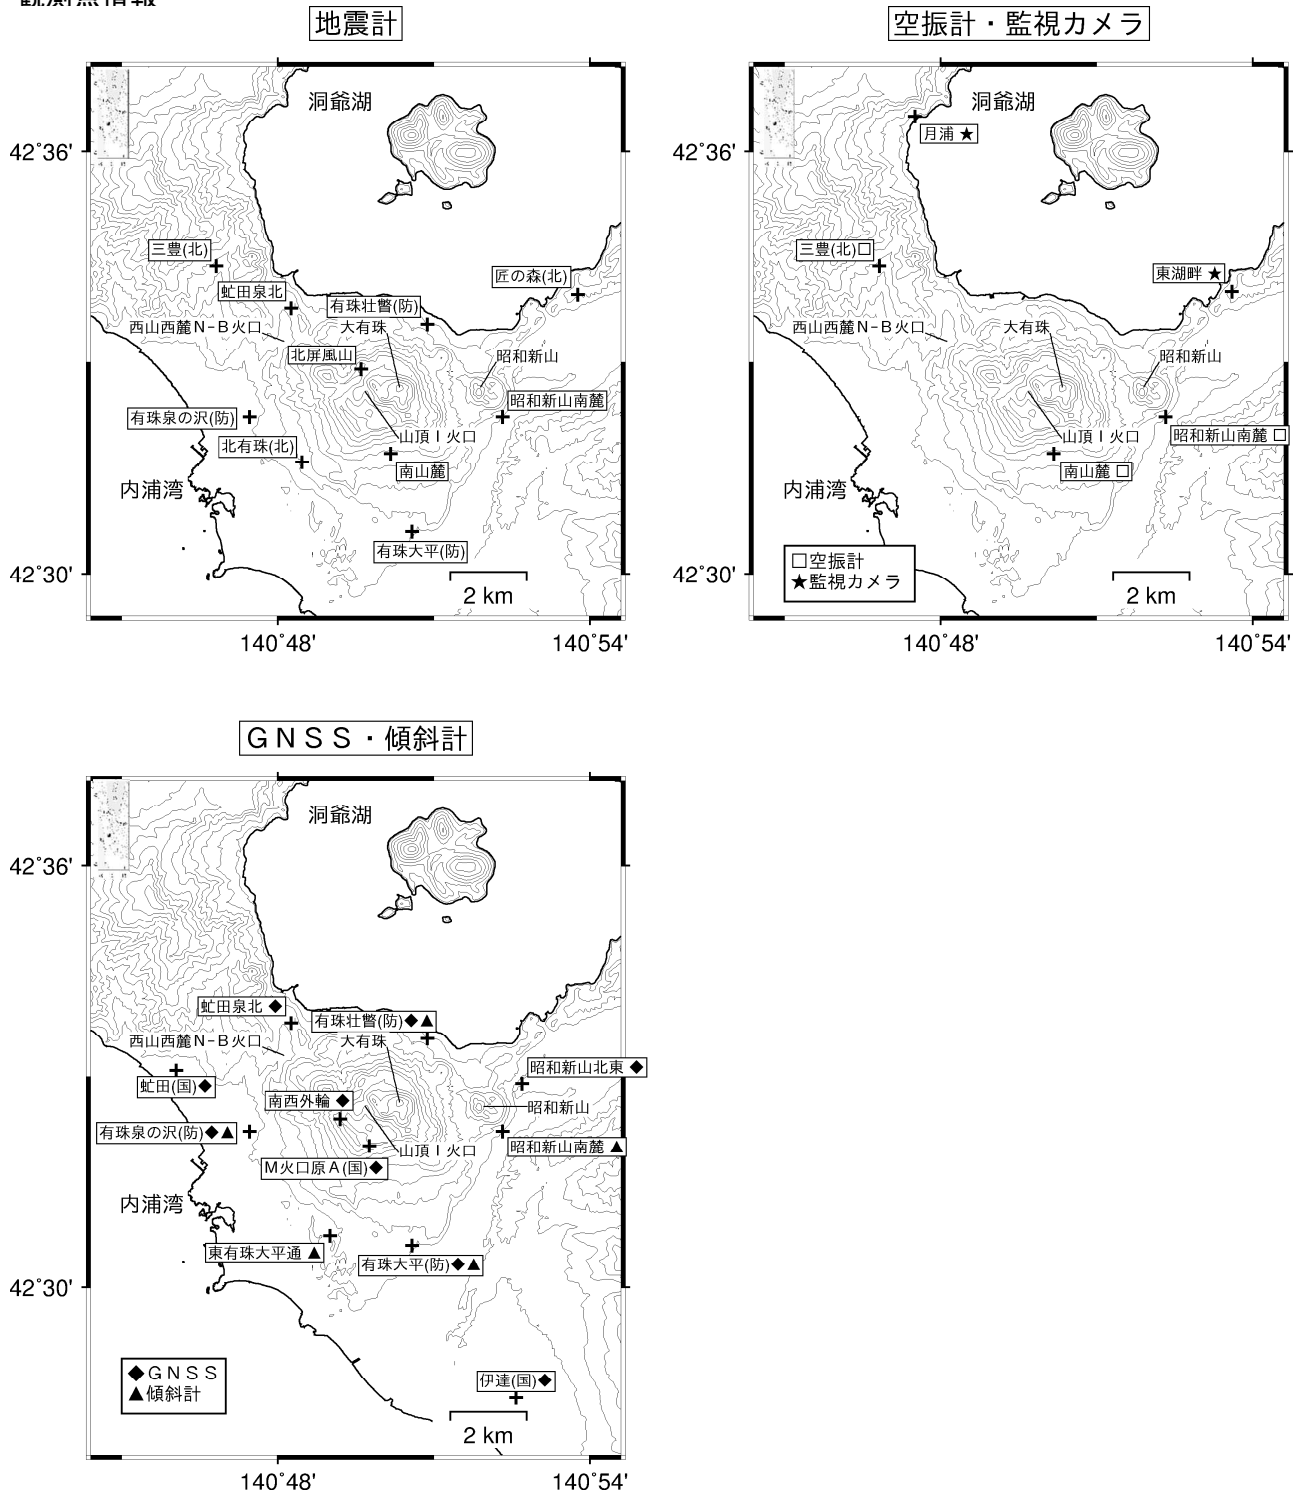 観測点情報
地震計
洞爺湖
42°36'
三豊(北)
匠の森(北)
虻田泉北
有珠壮瞥(防)
西山西麓N-B火口
大有珠
北屏風山
昭和新山
昭和新山南麓
有珠泉の沢(防)
北有珠(北)
山頂Ｉ火口
南山麓
内浦湾
有珠大平(防)
42°30'
2 km
140°48'
140°54'
空振計・監視カメラ
洞爺湖
月浦 ★
42°36'
三豊(北)□
東湖畔 ★
西山西麓N-B火口
大有珠
昭和新山
山頂Ｉ火口
昭和新山南麓 □
南山麓 □
内浦湾
□空振計
★監視カメラ
42°30'
2 km
140°48'
140°54'
ＧＮＳＳ・傾斜計
洞爺湖
42°36'
虻田泉北 ◆
有珠壮瞥(防)◆▲
西山西麓N-B火口
大有珠
昭和新山北東 ◆
虻田(国)◆
南西外輪 ◆
昭和新山
有珠泉の沢(防)◆▲
昭和新山南麓 ▲
山頂Ｉ火口
Ｍ火口原Ａ(国)◆
内浦湾
東有珠大平通 ▲
有珠大平(防)◆▲
42°30'
◆ＧＮＳＳ
▲傾斜計
伊達(国)◆
2 km
140°48'
140°54'